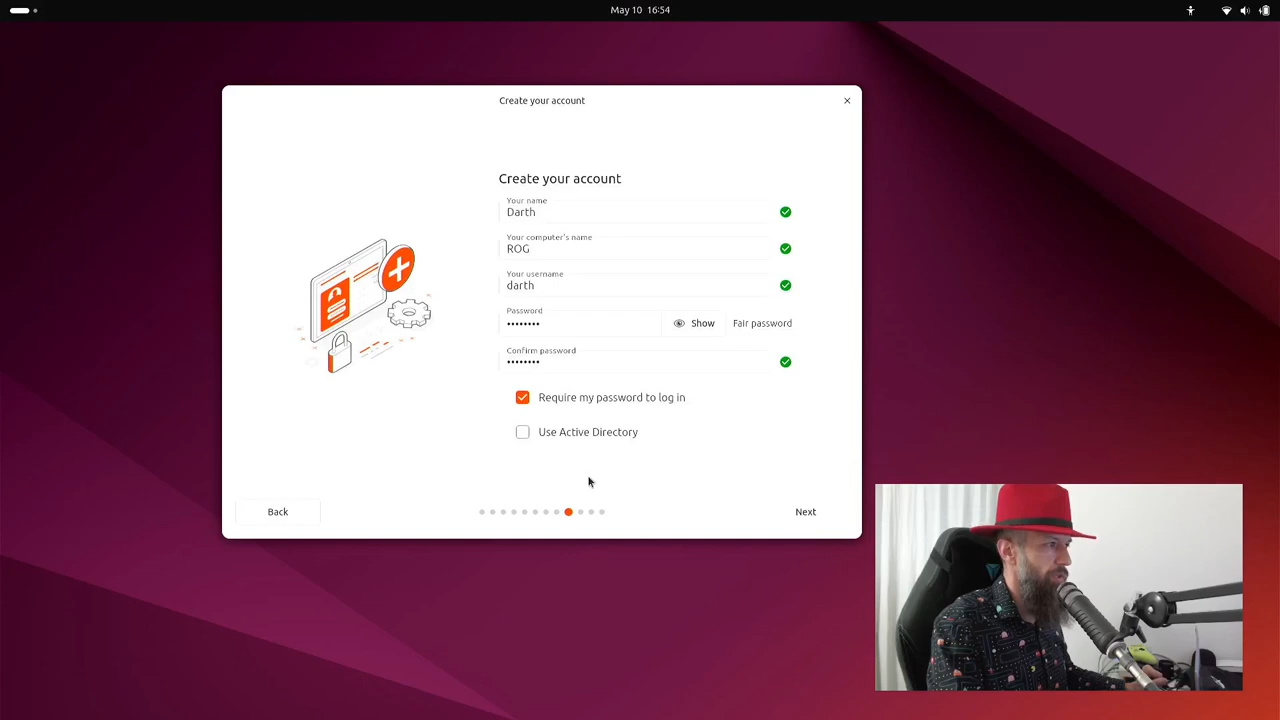 May 10 16:54
Create your account
Create your account
Your name
Darth
Your computer's name
ROG
Your username
darth
Password
•••••••• Show Fair password
Confirm password
••••••••
Require my password to log in
Use Active Directory
Back Next